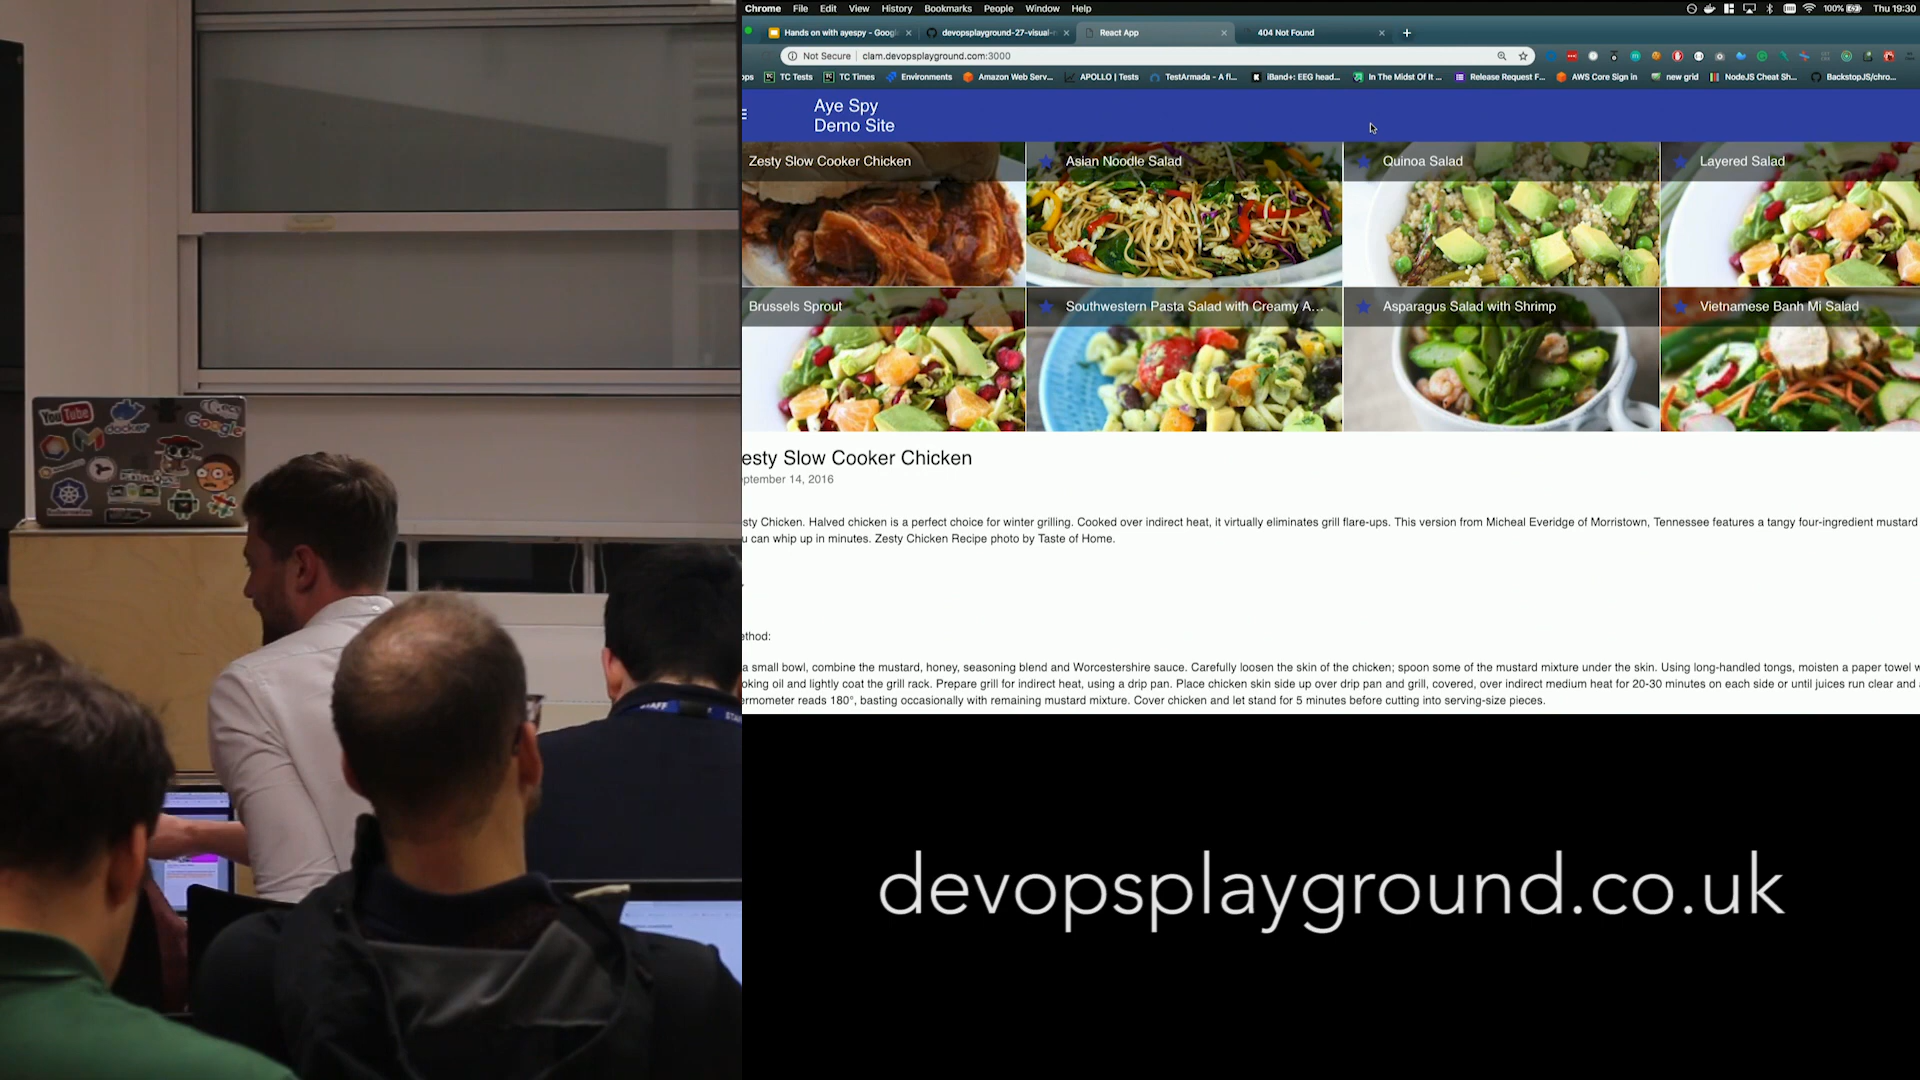 Chrome File Edit View History Bookmarks People Window Help
100%
Thu 19:30
Hands on with ayespy - Googl
devopsplayground-27-visual-r
React App
404 Not Found
Not Secure | clam.devopsplayground.com:3000
ops
TC Tests
TC Times
Environments
Amazon Web Serv...
APOLLO | Tests
TestArmada - A fl...
iBand+: EEG head...
In The Midst Of It ...
Release Request F...
AWS Core Sign in
new grid
NodeJS Cheat Sh...
BackstopJS/chro...
Aye Spy
Demo Site
Zesty Slow Cooker Chicken
Asian Noodle Salad
Quinoa Salad
Layered Salad
Brussels Sprout
Southwestern Pasta Salad with Creamy A...
Asparagus Salad with Shrimp
Vietnamese Banh Mi Salad
esty Slow Cooker Chicken
eptember 14, 2016
sty Chicken. Halved chicken is a perfect choice for winter grilling. Cooked over indirect heat, it virtually eliminates grill flare-ups. This version from Micheal Everidge of Morristown, Tennessee features a tangy four-ingredient mustard
u can whip up in minutes. Zesty Chicken Recipe photo by Taste of Home.
ethod:
a small bowl, combine the mustard, honey, seasoning blend and Worcestershire sauce. Carefully loosen the skin of the chicken; spoon some of the mustard mixture under the skin. Using long-handled tongs, moisten a paper towel w
oking oil and lightly coat the grill rack. Prepare grill for indirect heat, using a drip pan. Place chicken skin side up over drip pan and grill, covered, over indirect medium heat for 20-30 minutes on each side or until juices run clear and a
ermometer reads 180°, basting occasionally with remaining mustard mixture. Cover chicken and let stand for 5 minutes before cutting into serving-size pieces.
YouTube
docker
Google
STAFF
STAFF
devopsplayground.co.uk